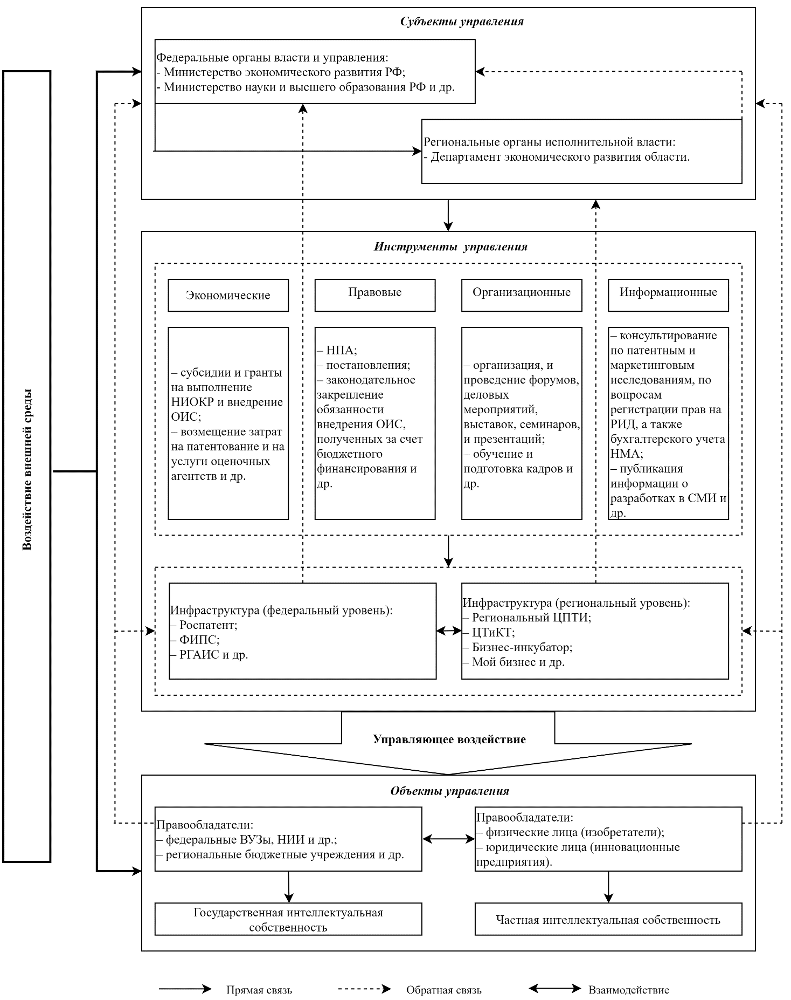 Воздействие внешней среды
Субъекты управления
Федеральные органы власти и управления:
- Министерство экономического развития РФ;
- Министерство науки и высшего образования РФ и др.
Региональные органы исполнительной власти:
- Департамент экономического развития области.
Инструменты управления
Экономические
Правовые
Организационные
Информационные
– субсидии и гранты
на выполнение
НИОКР и внедрение
ОИС;
– возмещение затрат
на патентование и на
услуги оценочных
агентств и др.
– НПА;
– постановления;
– законодательное
закрепление
обязанности
внедрения ОИС,
полученных за счет
бюджетного
финансирования и
др.
– организация, и
проведение форумов,
деловых
мероприятий,
выставок, семинаров,
и презентаций;
– обучение и
подготовка кадров и
др.
– консультирование
по патентным и
маркетинговым
исследованиям, по
вопросам
регистрации прав на
РИД, а также
бухгалтерского учета
НМА;
– публикация
информации о
разработках в СМИ и
др.
Инфраструктура (федеральный уровень):
– Роспатент;
– ФИПС;
– РГАИС и др.
Инфраструктура (региональный уровень):
– Региональный ЦПТИ;
– ЦТиКТ;
– Бизнес-инкубатор;
– Мой бизнес и др.
Управляющее воздействие
Объекты управления
Правообладатели:
– федеральные ВУЗы, НИИ и др.;
– региональные бюджетные учреждения и др.
Правообладатели:
– физические лица (изобретатели);
– юридические лица (инновационные
предприятия).
Государственная интеллектуальная
собственность
Частная интеллектуальная собственность
Прямая связь
Обратная связь
Взаимодействие